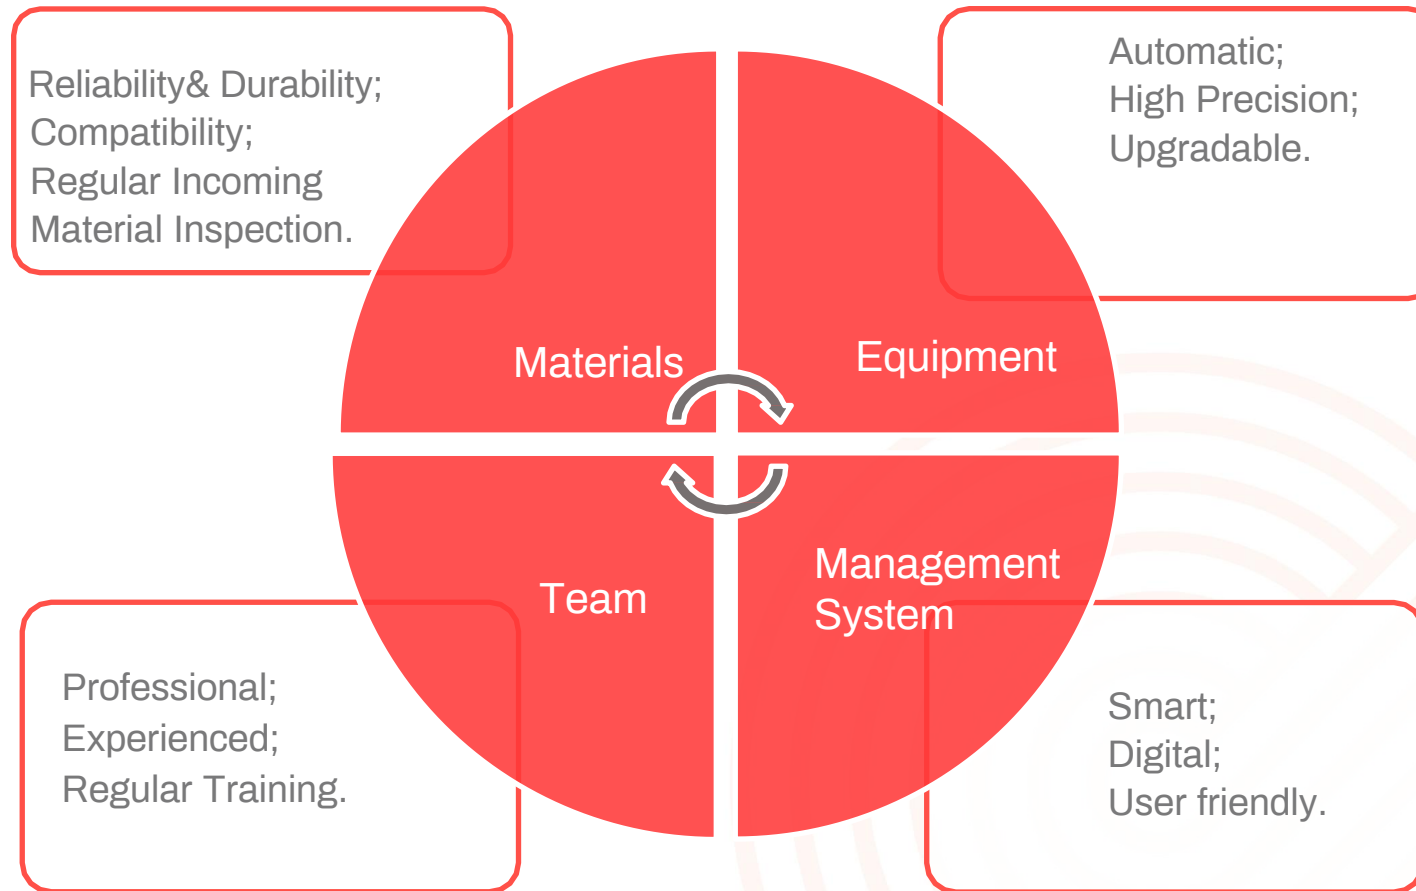 Reliability& Durability;
Compatibility;
Regular Incoming
Material Inspection.
Automatic;
High Precision;
Upgradable.
Materials
Equipment
Team
Management
System
Professional;
Experienced;
Regular Training.
Smart;
Digital;
User friendly.